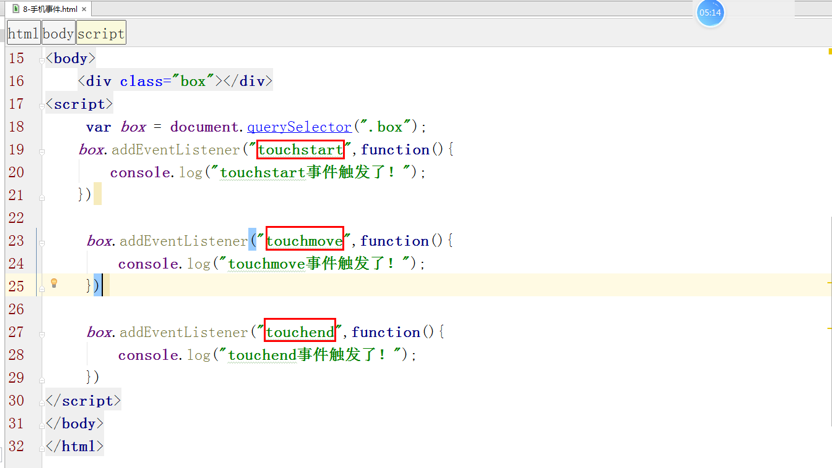 8-手机事件.html ×
05:14
html body script
15 <body>
16 <div class="box"></div>
17 <script>
18 var box = document.querySelector(".box");
19 box.addEventListener("touchstart",function(){
20 console.log("touchstart事件触发了！");
21 })
22
23 box.addEventListener("touchmove",function(){
24 console.log("touchmove事件触发了！");
25 })
26
27 box.addEventListener("touchend",function(){
28 console.log("touchend事件触发了！");
29 })
30 </script>
31 </body>
32 </html>